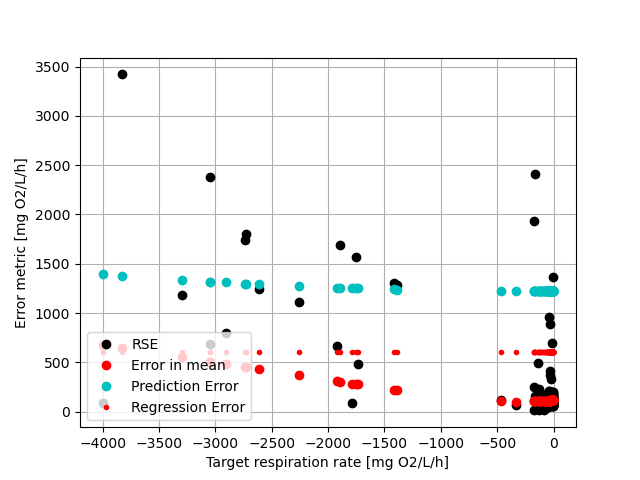 3500
3000
2500
2000
1500
1000
500
0
Error metric [mg O2/L/h]
RSE
Error in mean
Prediction Error
Regression Error
−4000 −3500 −3000 −2500 −2000 −1500 −1000 −500 0
Target respiration rate [mg O2/L/h]